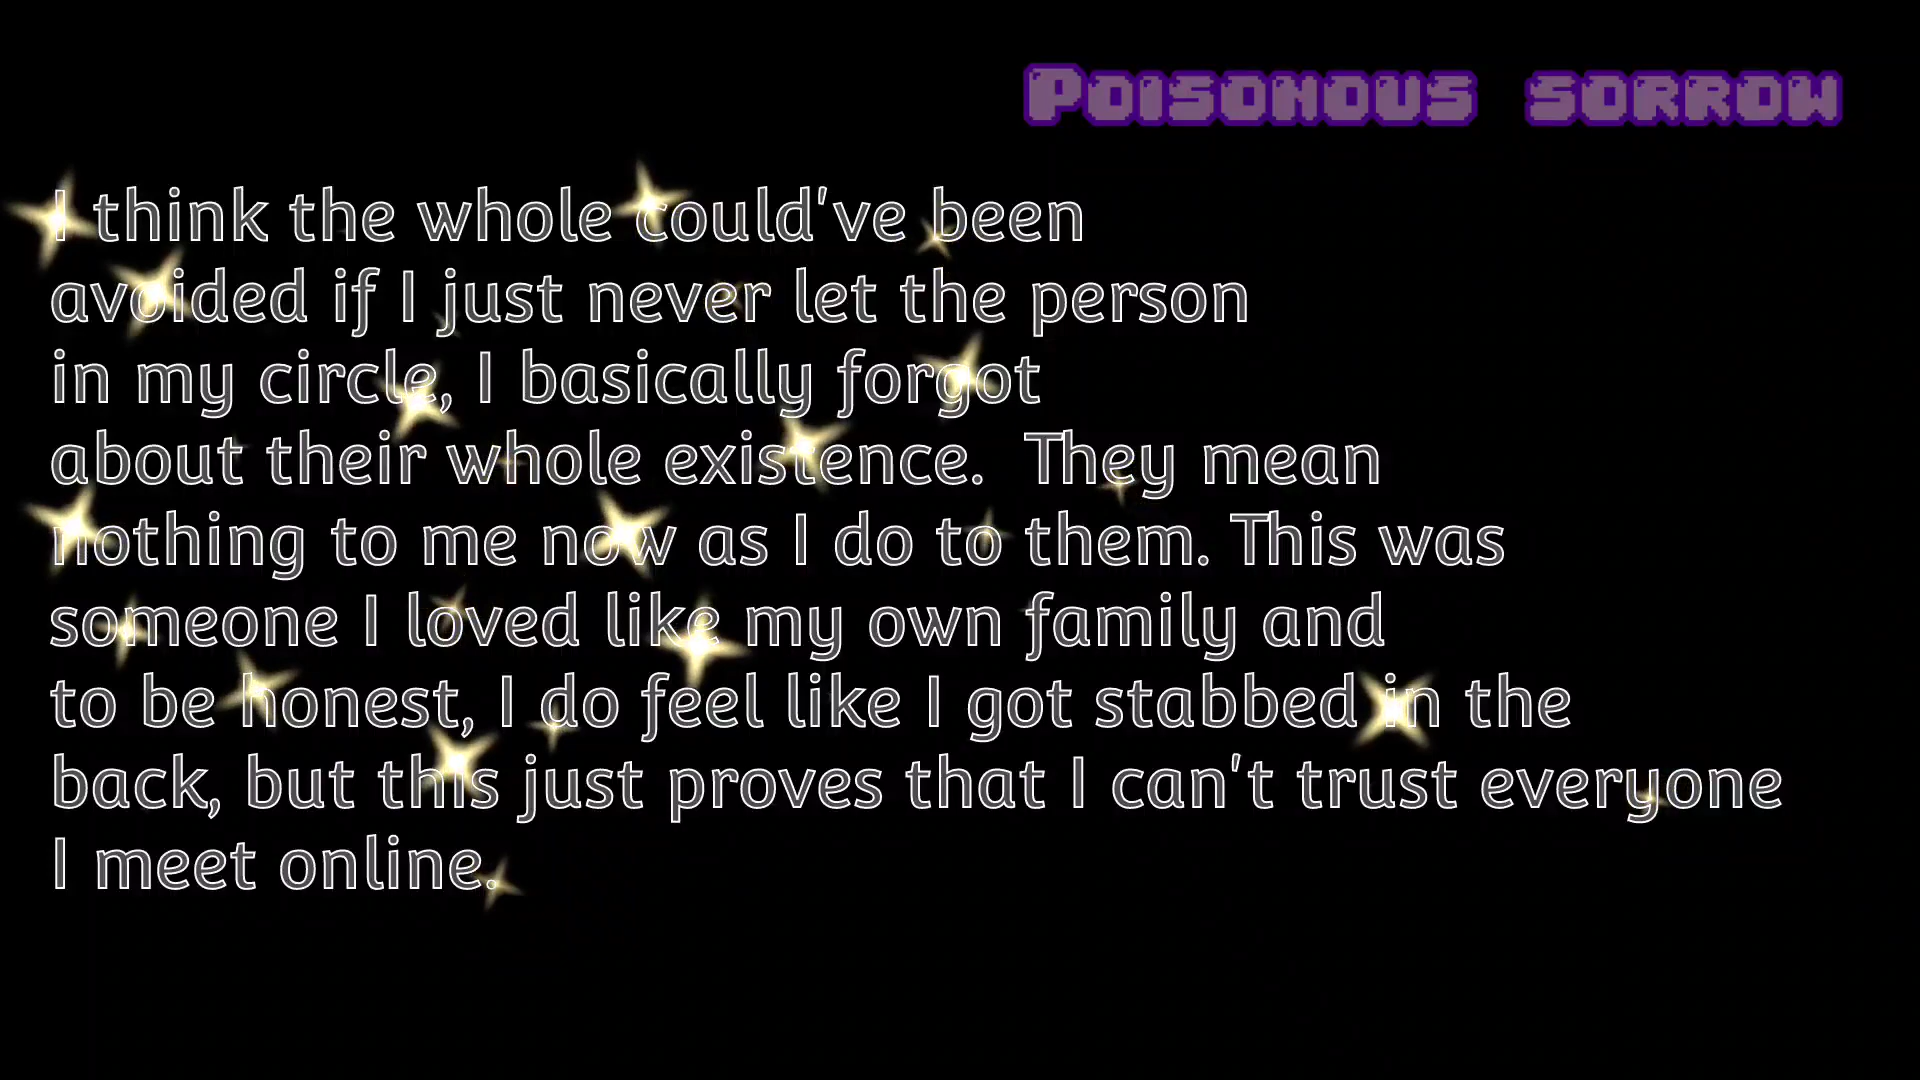 Poisonous sorrow
I think the whole could've been
avoided if I just never let the person
in my circle, I basically forgot
about their whole existence.  They mean
nothing to me now as I do to them. This was
someone I loved like my own family and
to be honest, I do feel like I got stabbed in the
back, but this just proves that I can't trust everyone
I meet online.